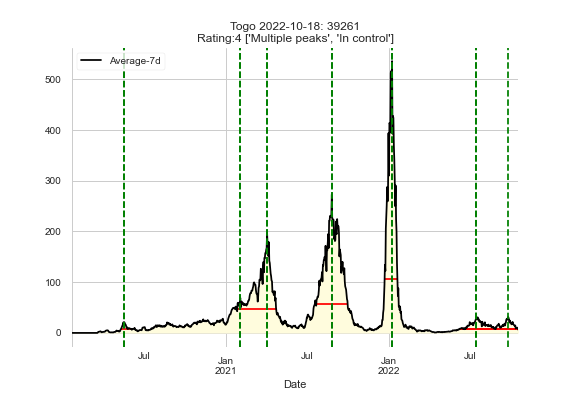 Togo 2022-10-18: 39261
Rating:4 ['Multiple peaks', 'In control']
Average-7d
500
400
300
200
100
0
Jul
Jan
2021
Jul
Jan
2022
Jul
Date